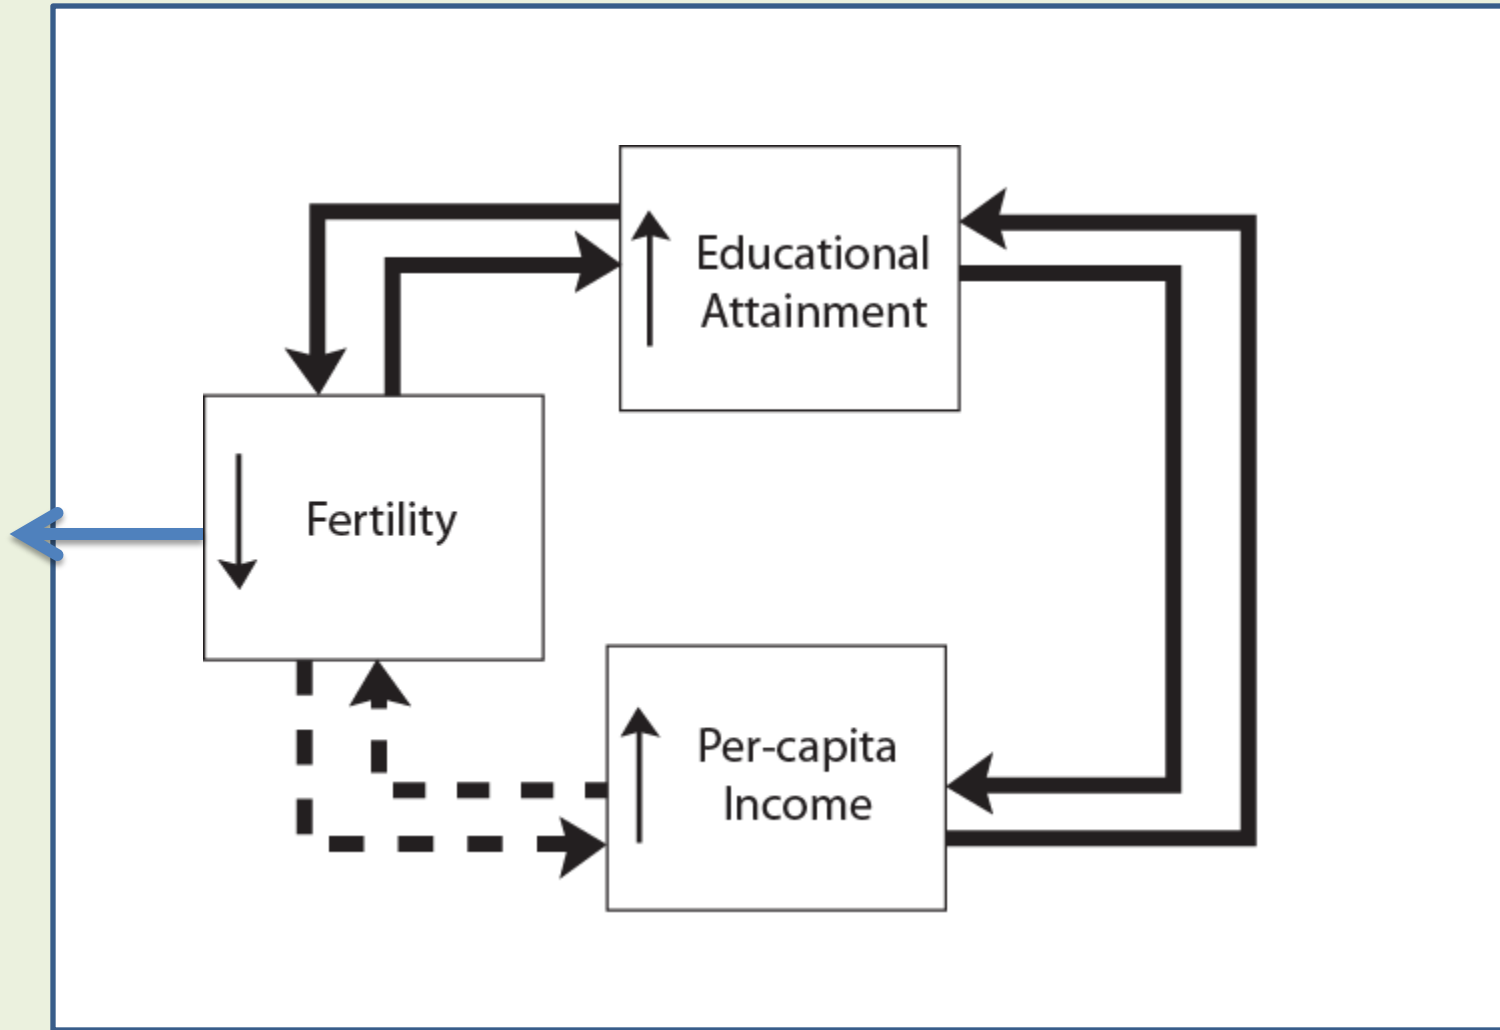 Educational
Attainment
Fertility
Per-capita
Income